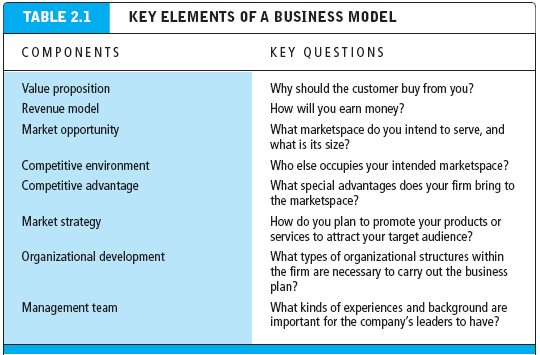 TABLE 2.1 KEY ELEMENTS OF A BUSINESS MODEL
COMPONENTS KEY QUESTIONS
Value proposition Why should the customer buy from you?
Revenue model How will you earn money?
Market opportunity What marketspace do you intend to serve, and
what is its size?
Competitive environment Who else occupies your intended marketspace?
Competitive advantage What special advantages does your firm bring to
the marketspace?
Market strategy How do you plan to promote your products or
services to attract your target audience?
Organizational development What types of organizational structures within
the firm are necessary to carry out the business
plan?
Management team What kinds of experiences and background are
important for the company's leaders to have?